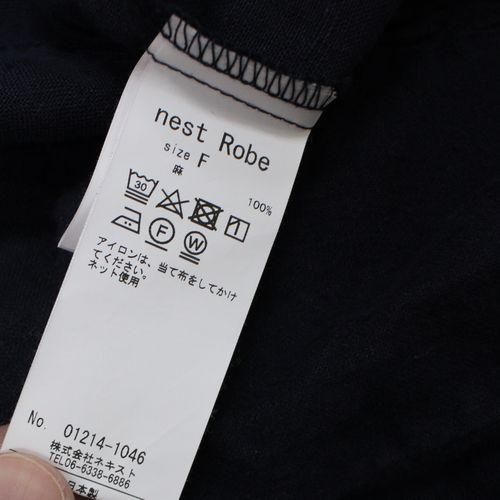 nest Robe
size F
麻 100%
30
F W
アイロンは、当て布をしてかけ
てください。
ネット使用
No. 01214-1046
株式会社ネキスト
TEL06-6338-6886
日本製